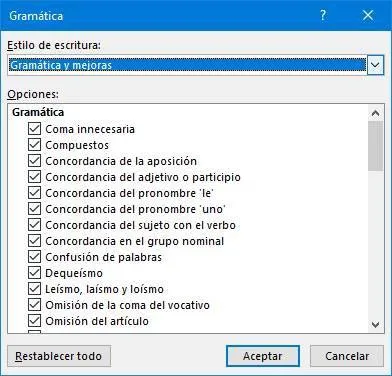 Gramática
Estilo de escritura:
Gramática y mejoras
Opciones:
Gramática
Coma innecesaria
Compuestos
Concordancia de la aposición
Concordancia del adjetivo o participio
Concordancia del pronombre 'le'
Concordancia del pronombre 'uno'
Concordancia del sujeto con el verbo
Concordancia en el grupo nominal
Confusión de palabras
Dequeísmo
Leísmo, laísmo y loísmo
Omisión de la coma del vocativo
Omisión del artículo
Restablecer todo
Aceptar
Cancelar